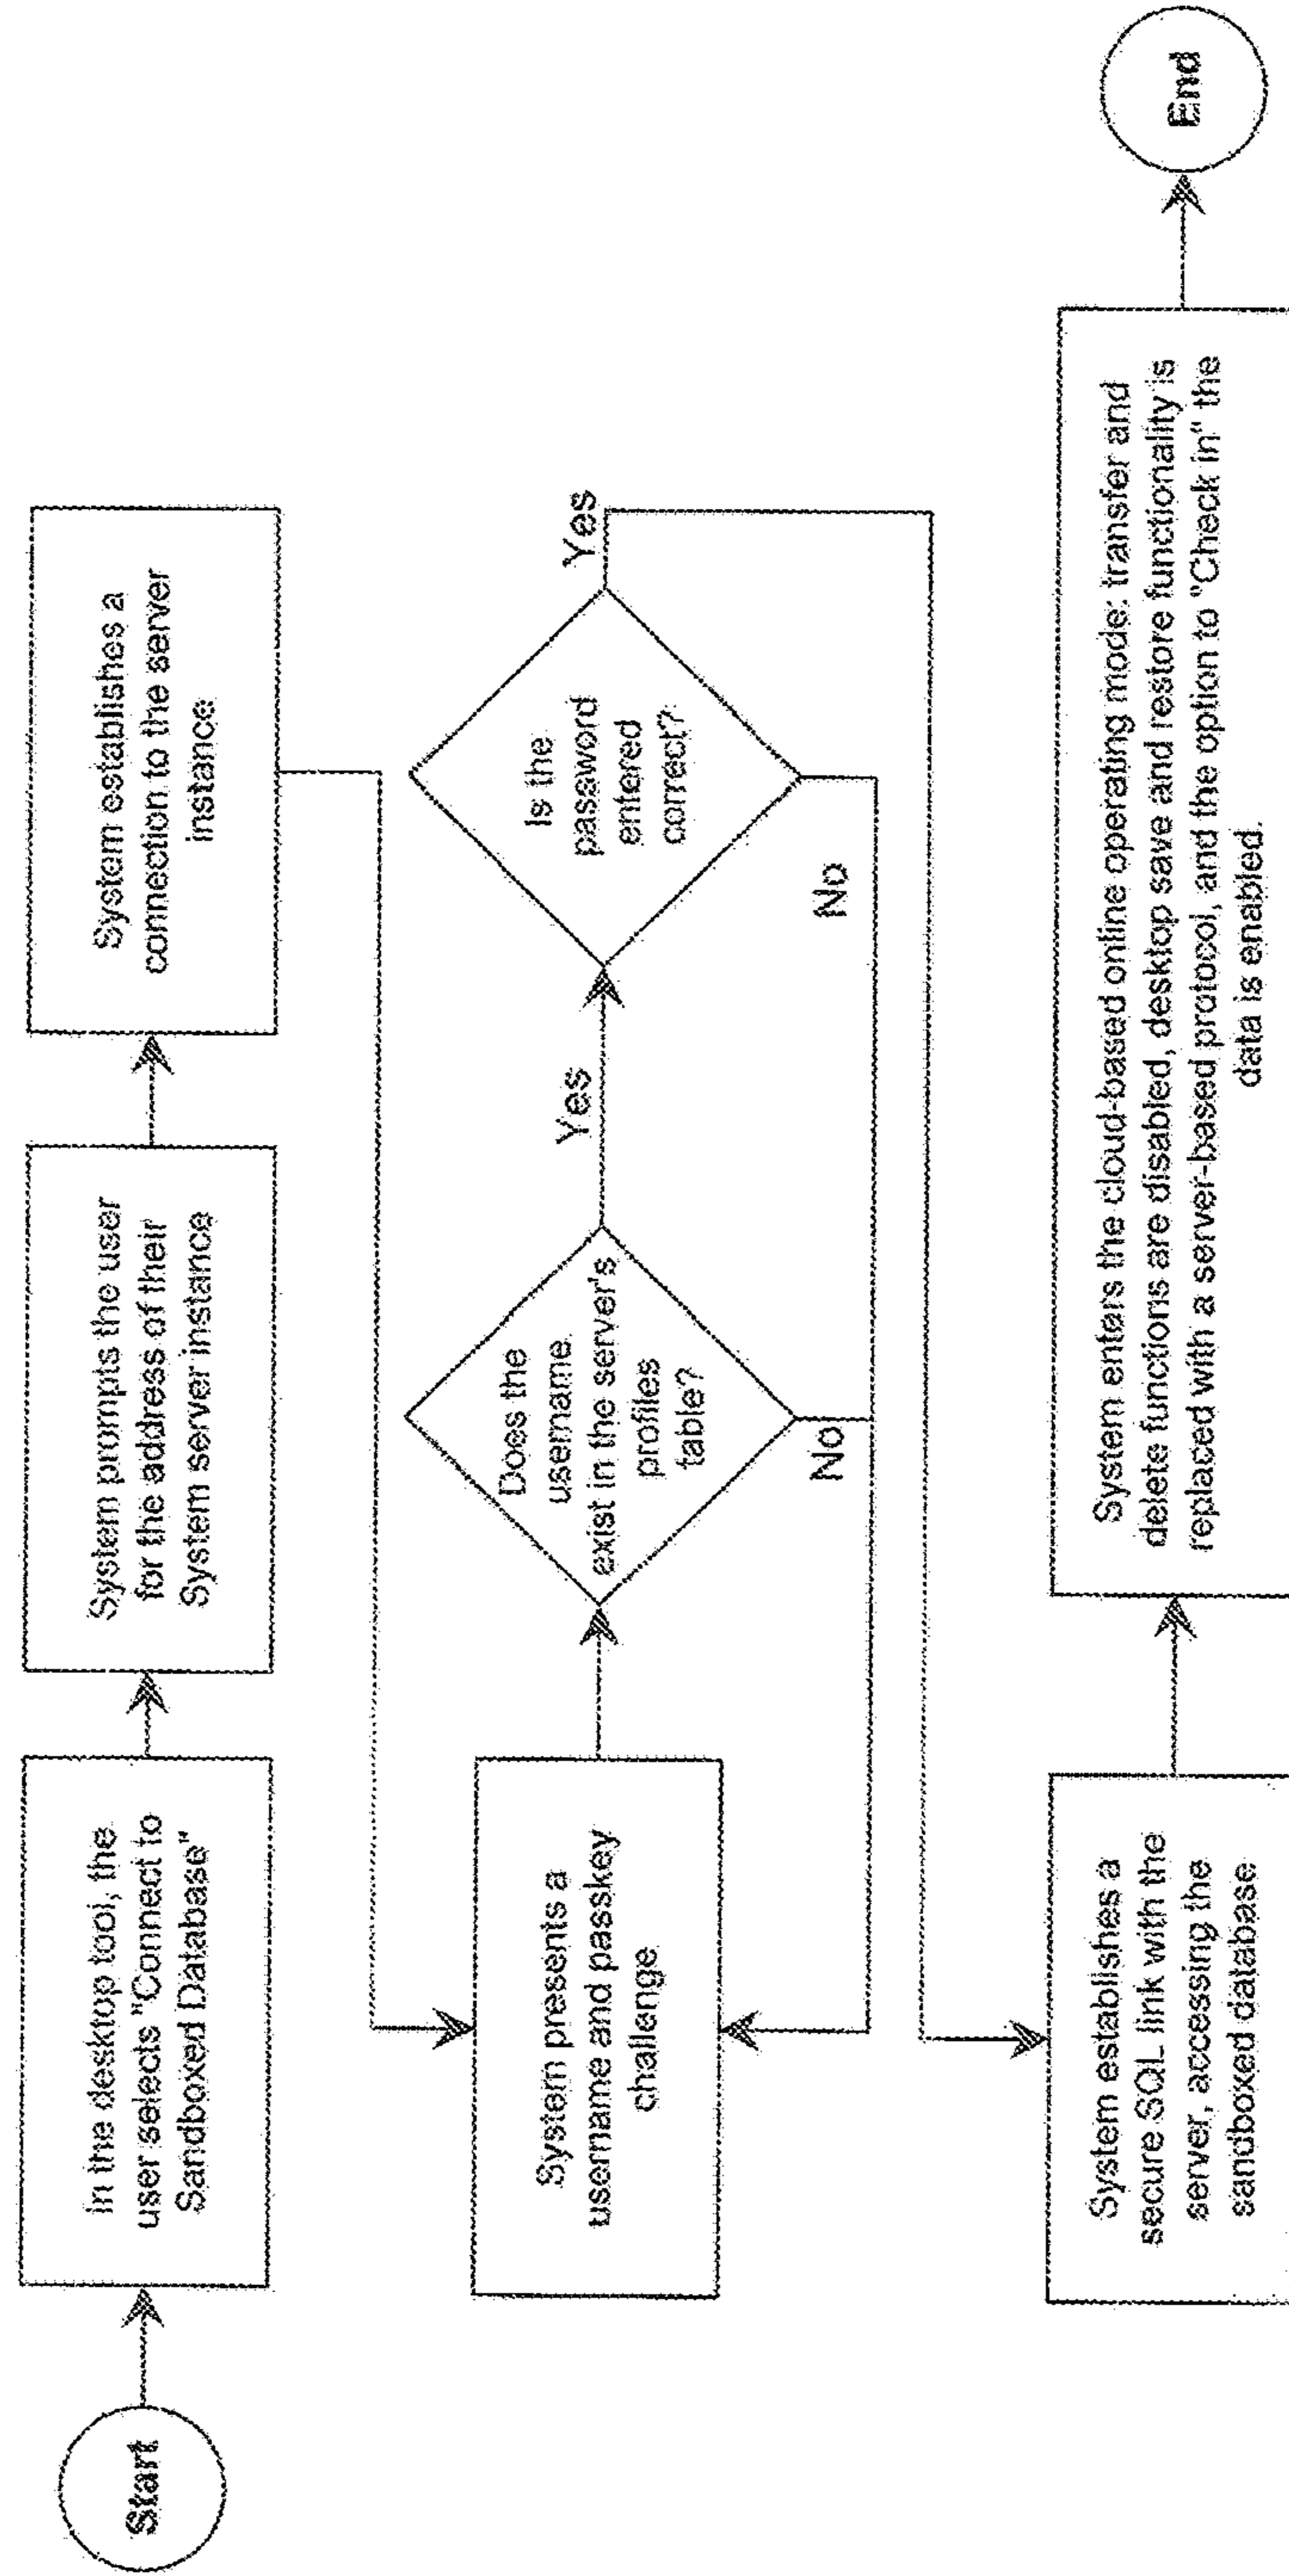 Start
In the desktop tool, the
user selects "Connect to
Sandboxed Database"
System prompts the user
for the address of their
System server instance
System establishes a
connection to the server
instance
System presents a
username and passkey
challenge
Does the
username
exist in the server's
profiles
table?
Yes
No
Is the
password
entered
correct?
Yes
No
System establishes a
secure SQL link with the
server, accessing the
sandboxed database
System enters the cloud-based online operating mode: transfer and
delete functions are disabled, desktop save and restore functionality is
replaced with a server-based protocol, and the option to "Check in" the
data is enabled.
End